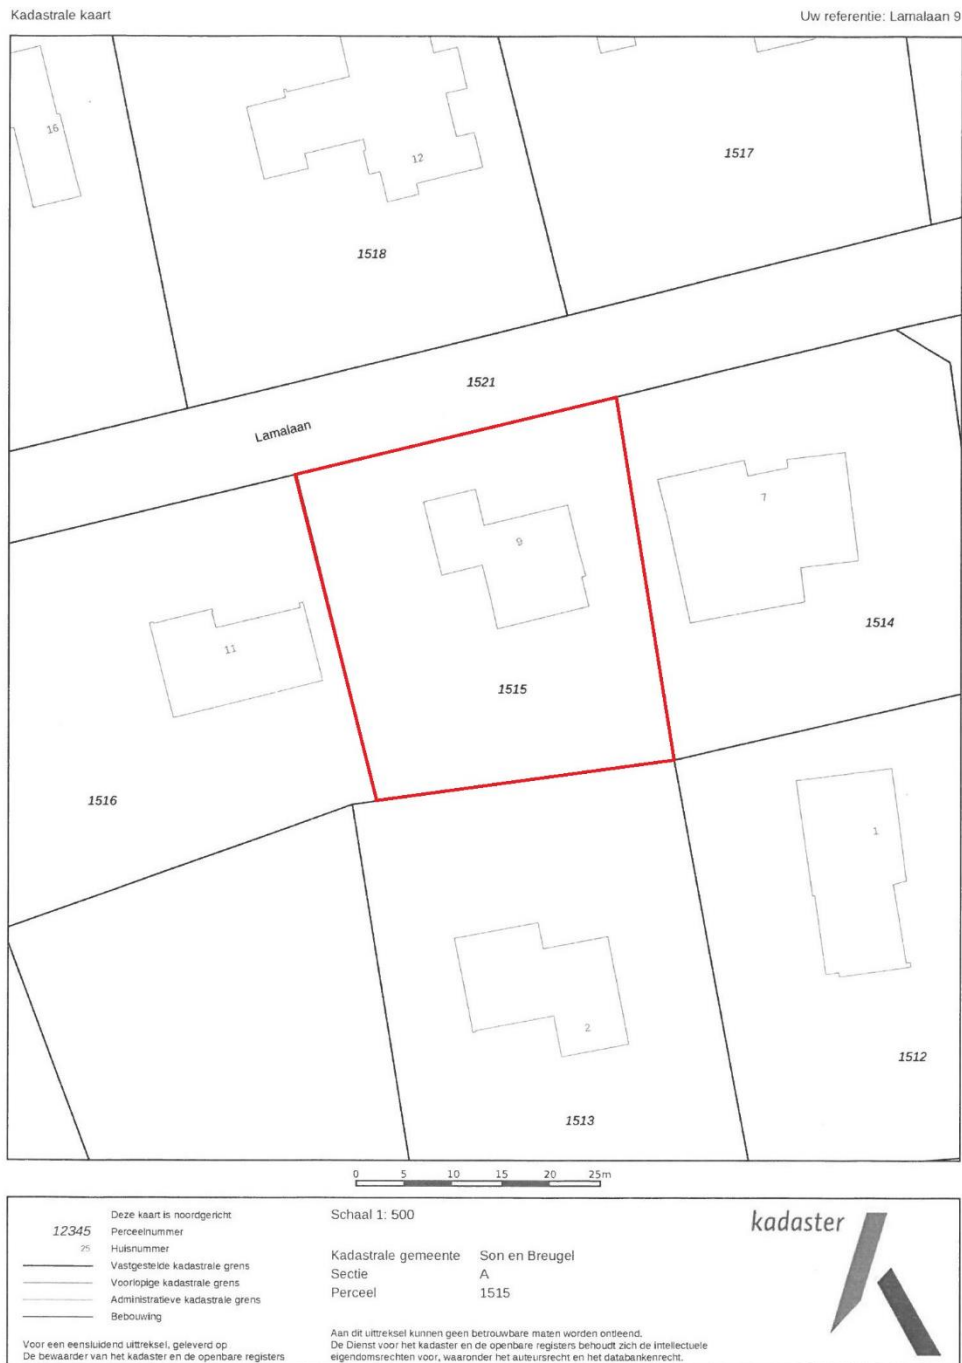 Kadastrale kaart
Uw referentie: Lamalaan 9
16
12
1517
1518
1521
Lamalaan
7
9
11
1514
1515
1516
1
2
1512
1513
0 5 10 15 20 25m
Deze kaart is noordgericht
12345 Perceelnummer
25 Huisnummer
Vastgestelde kadastrale grens
Voorlopige kadastrale grens
Administratieve kadastrale grens
Bebouwing
Voor een eensluidend uittreksel, geleverd op
De bewaarder van het kadaster en de openbare registers
Schaal 1: 500
Kadastrale gemeente Son en Breugel
Sectie A
Perceel 1515
Aan dit uittreksel kunnen geen betrouwbare maten worden ontleend.
De Dienst voor het kadaster en de openbare registers behoudt zich de intellectuele
eigendomsrechten voor, waaronder het auteursrecht en het databankenrecht.
kadaster